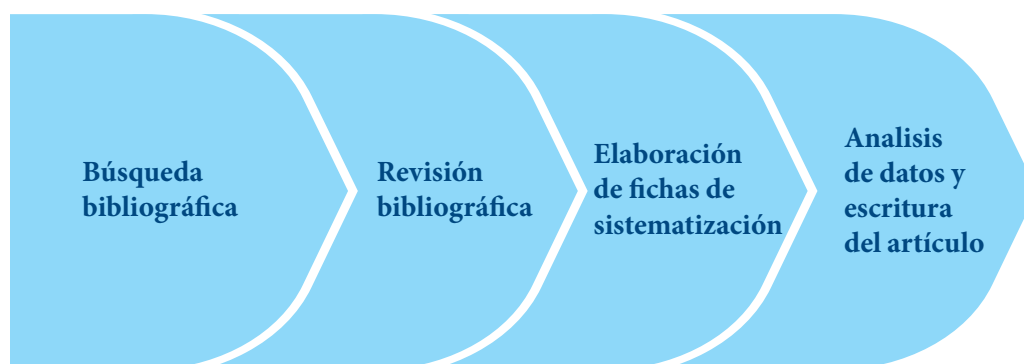 Búsqueda
bibliográfica
Revisión
bibliográfica
Elaboración
de fichas de
sistematización
Analisis
de datos y
escritura
del artículo